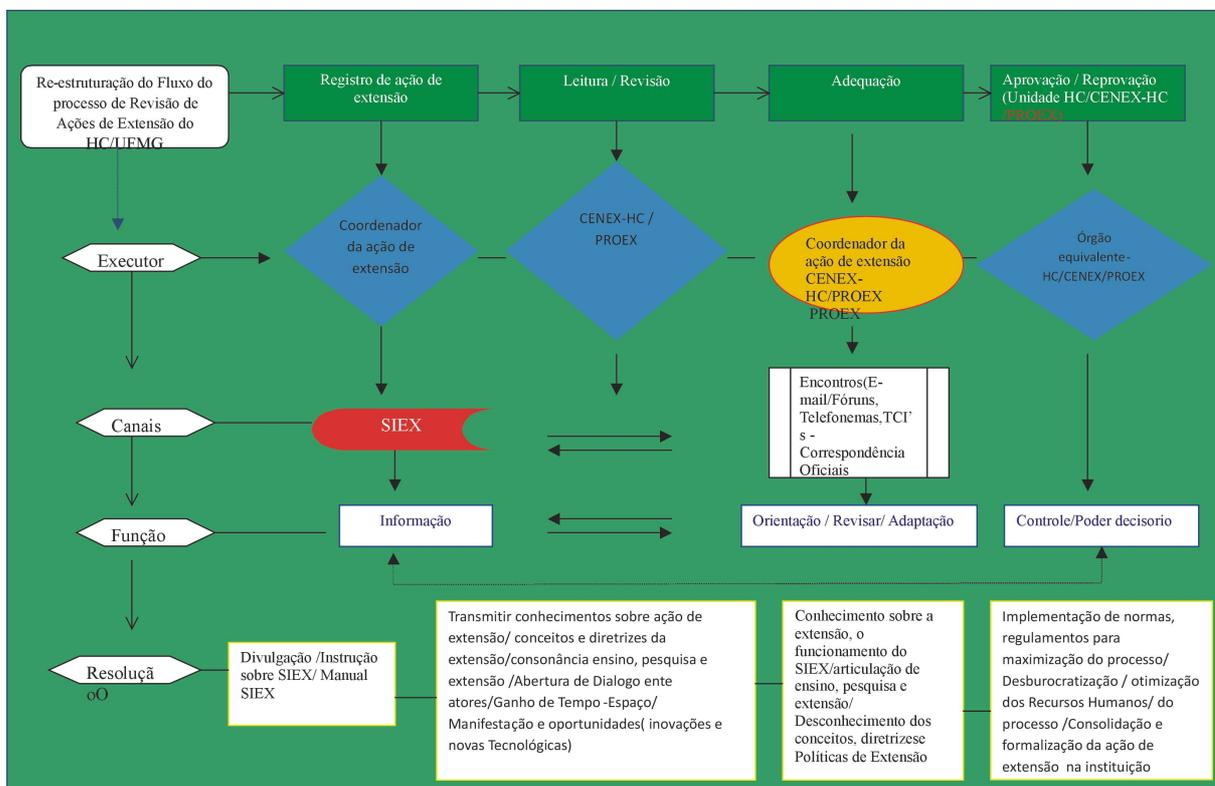 Re-estruturação do Fluxo do
processo de Revisão de
Ações de Extensão do
HC/UFMG
Registro de ação de
extensão
Leitura / Revisão
Adequação
Aprovação / Reprovação
(Unidade HC/CENEX-HC
/PROEX)
Executor
Coordenador
da ação de
extensão
CENEX-HC /
PROEX
Coordenador da
ação de extensão
CENEX-
HC/PROEX
PROEX
Órgão
equivalente-
HC/CENEX/PROEX
Canais
SIEX
Encontros(E-
mail/Fóruns,
Telefonemas,TCI’
s -
Correspondência
Oficiais
Função
Informação
Orientação / Revisar/ Adaptação
Controle/Poder decisorio
Resoluçã
oO
Divulgação /Instrução
sobre SIEX/ Manual
SIEX
Transmitir conhecimentos sobre ação de
extensão/ conceitos e diretrizes da
extensão/consonância ensino, pesquisa e
extensão /Abertura de Dialogo ente
atores/Ganho de Tempo -Espaço/
Manifestação e oportunidades( inovações e
novas Tecnológicas)
Conhecimento sobre a
extensão, o
funcionamento do
SIEX/articulação de
ensino, pesquisa e
extensão/
Desconhecimento dos
conceitos, diretrizese
Políticas de Extensão
Implementação de normas,
regulamentos para
maximização do processo/
Desburocratização / otimização
dos Recursos Humanos/ do
processo /Consolidação e
formalização da ação de
extensão na instituição